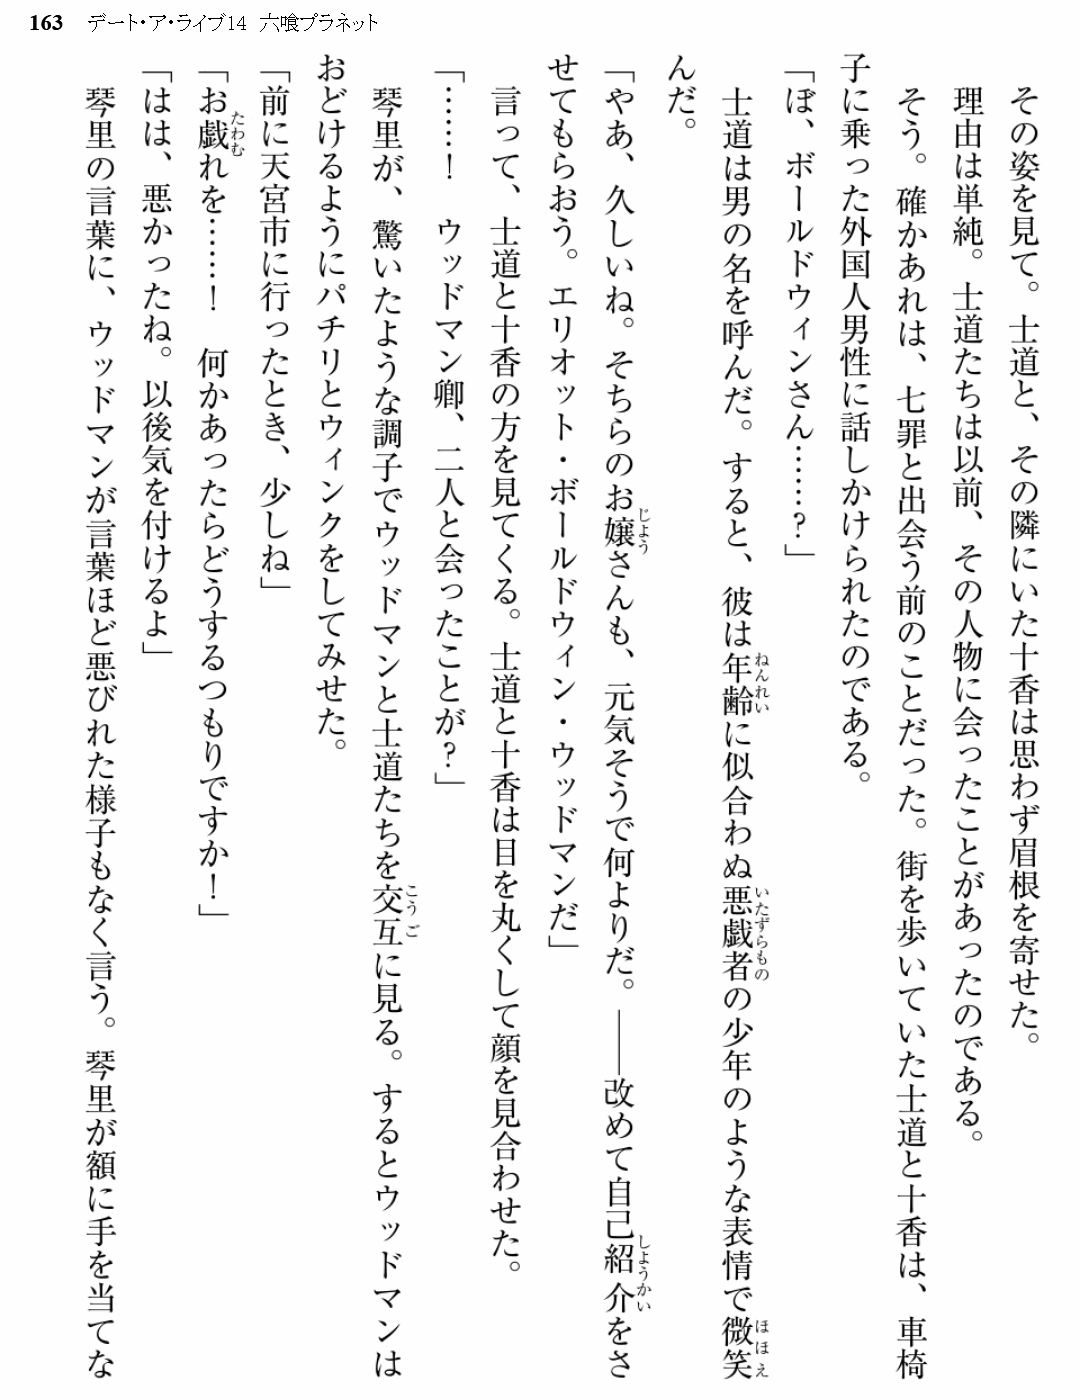 163 デート・ア・ライブ14 六喰プラネット
その姿を見て。士道と、その隣にいた十香は思わず眉根を寄せた。
理由は単純。士道たちは以前、その人物に会ったことがあったのである。
そう。確かあれは、七罪と出会う前のことだった。街を歩いていた士道と十香は、車椅
子に乗った外国人男性に話しかけられたのである。
「ぼ、ボールドウィンさん……？」
士道は男の名を呼んだ。すると、彼は年齢に似合わぬ悪戯者の少年のような表情で微笑
んだ。
「やあ、久しいね。そちらのお嬢さんも、元気そうで何よりだ。――改めて自己紹介をさ
せてもらおう。エリオット・ボールドウィン・ウッドマンだ」
言って、士道と十香の方を見てくる。士道と十香は目を丸くして顔を見合わせた。
「……！　ウッドマン卿、二人と会ったことが？」
琴里が、驚いたような調子でウッドマンと士道たちを交互に見る。するとウッドマンは
おどけるようにパチリとウィンクをしてみせた。
「前に天宮市に行ったとき、少しね」
「お戯れを……！　何かあったらどうするつもりですか！」
「はは、悪かったね。以後気を付けるよ」
琴里の言葉に、ウッドマンが言葉ほど悪びれた様子もなく言う。琴里が額に手を当てな